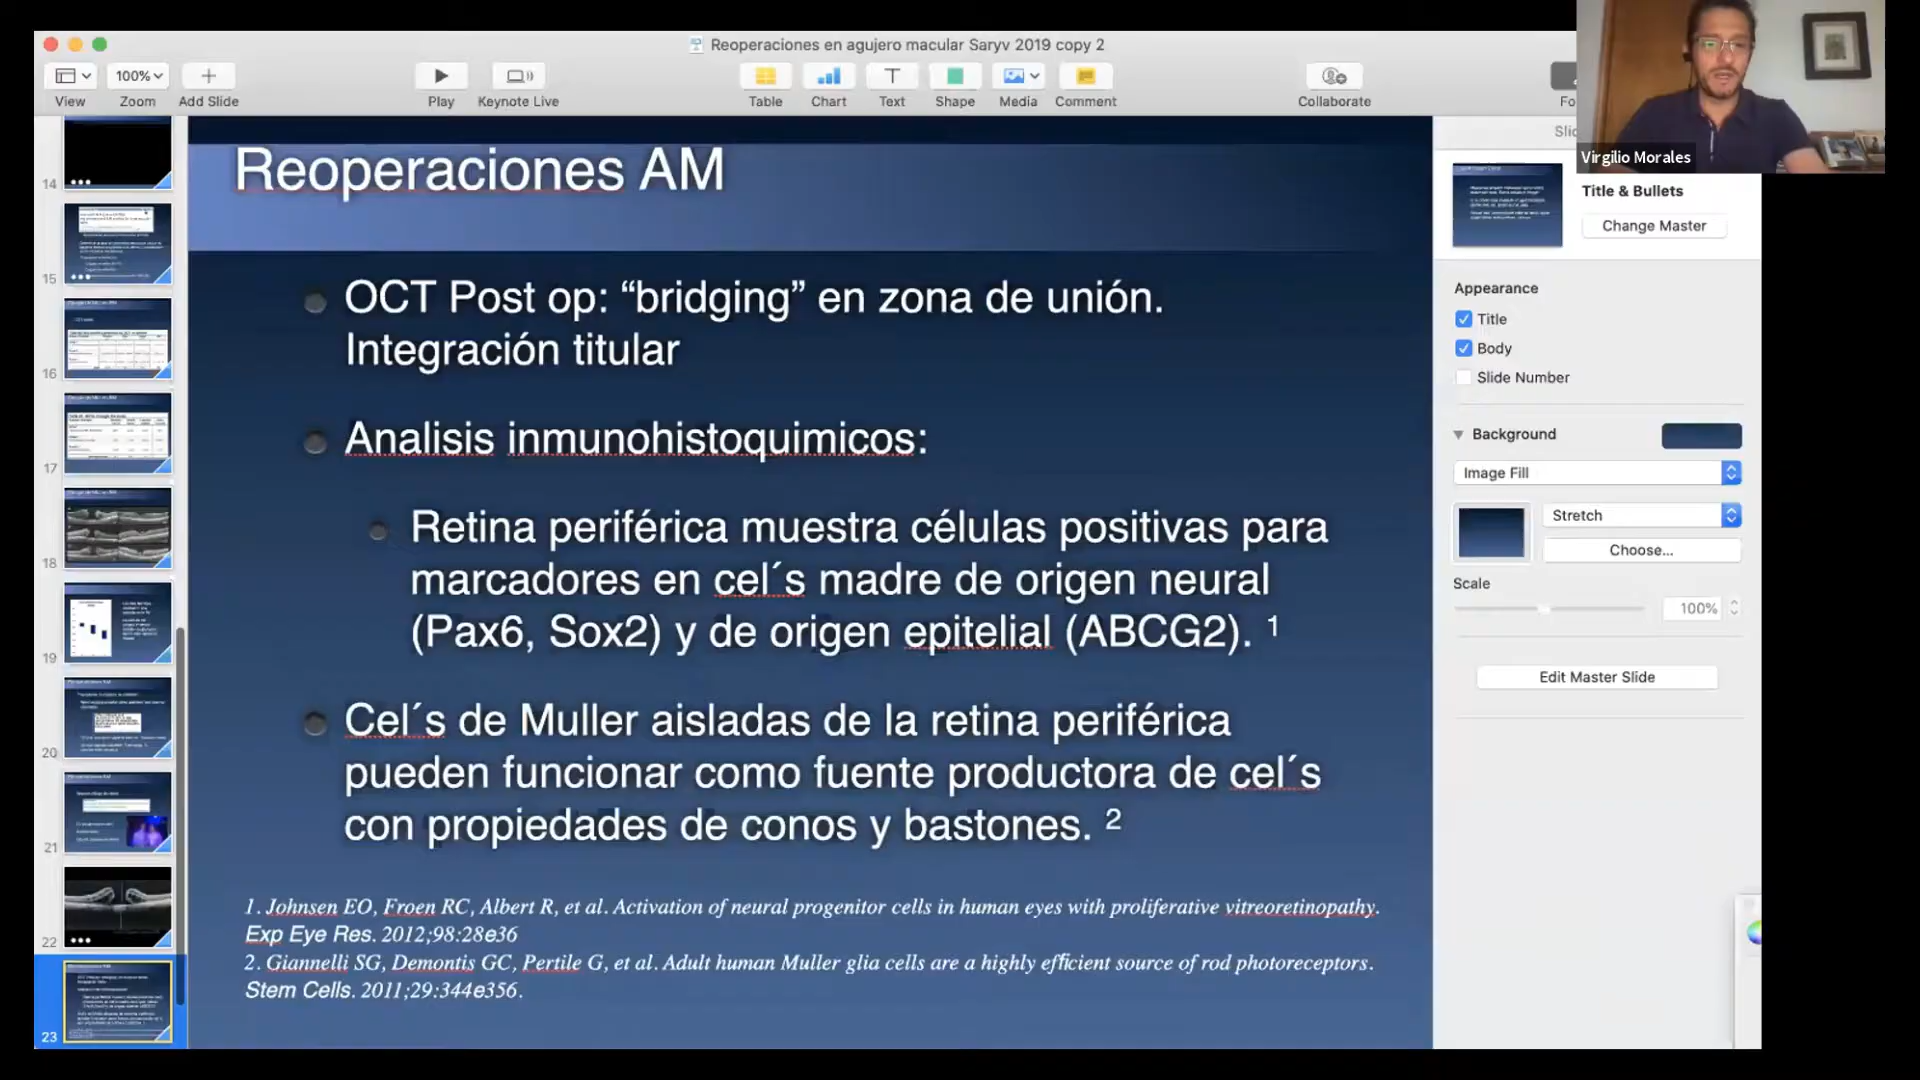 Reoperaciones en agujero macular Saryv 2019 copy 2
100%
View
Zoom
Add Slide
Play
Keynote Live
Table
Chart
Text
Shape
Media
Comment
Collaborate
Fo
Virgilio Morales
14
15
16
17
18
19
20
21
22
23
Reoperaciones AM
OCT Post op: “bridging” en zona de unión.
Integración titular
Analisis inmunohistoquimicos:
Retina periférica muestra células positivas para
marcadores en cel´s madre de origen neural
(Pax6, Sox2) y de origen epitelial (ABCG2). 1
Cel´s de Muller aisladas de la retina periférica
pueden funcionar como fuente productora de cel´s
con propiedades de conos y bastones. 2
1. Johnsen EO, Froen RC, Albert R, et al. Activation of neural progenitor cells in human eyes with proliferative vitreoretinopathy.
Exp Eye Res. 2012;98:28e36
2. Giannelli SG, Demontis GC, Pertile G, et al. Adult human Muller glia cells are a highly efficient source of rod photoreceptors.
Stem Cells. 2011;29:344e356.
Slid
Title & Bullets
Change Master
Appearance
Title
Body
Slide Number
Background
Image Fill
Stretch
Choose...
Scale
100%
Edit Master Slide